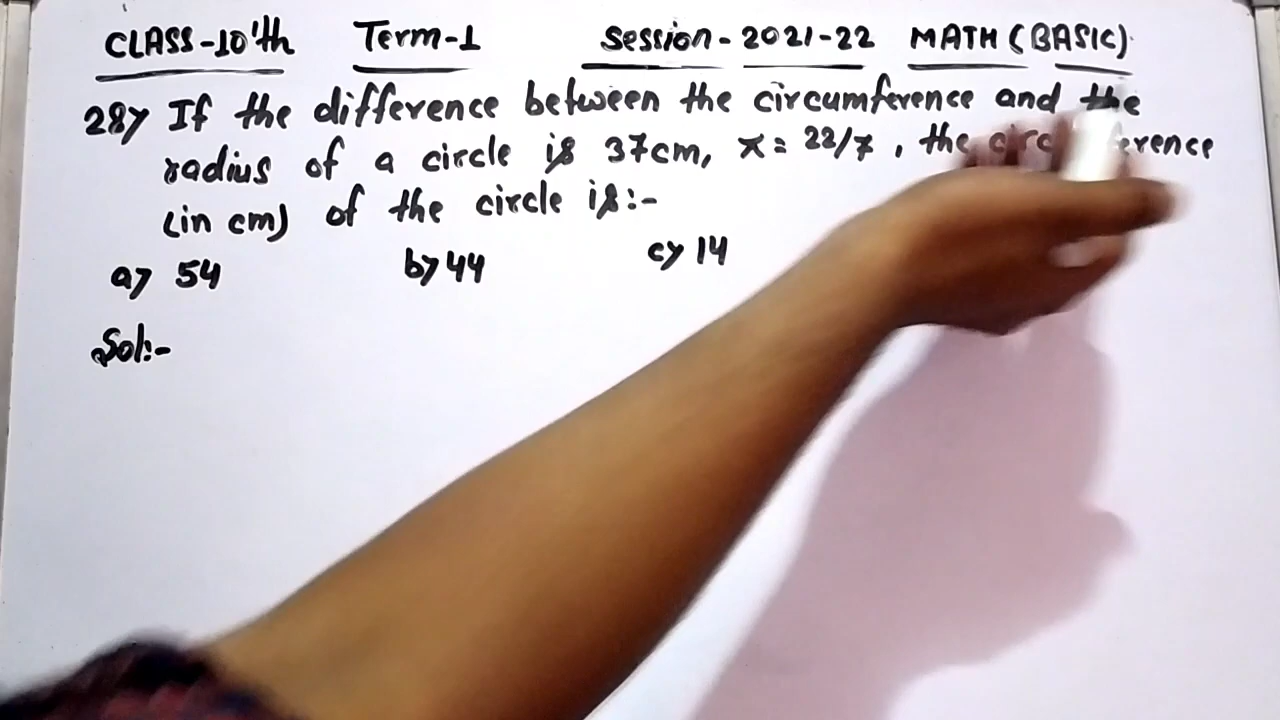 CLASS-10'th Term-1 Session-2021-22 MATH (BASIC)
28> If the difference between the circumference and the
radius of a circle is 37cm, π = 22/7, the
(in cm) of the circle is:-
a> 54 b> 44 c> 14
Sol:-